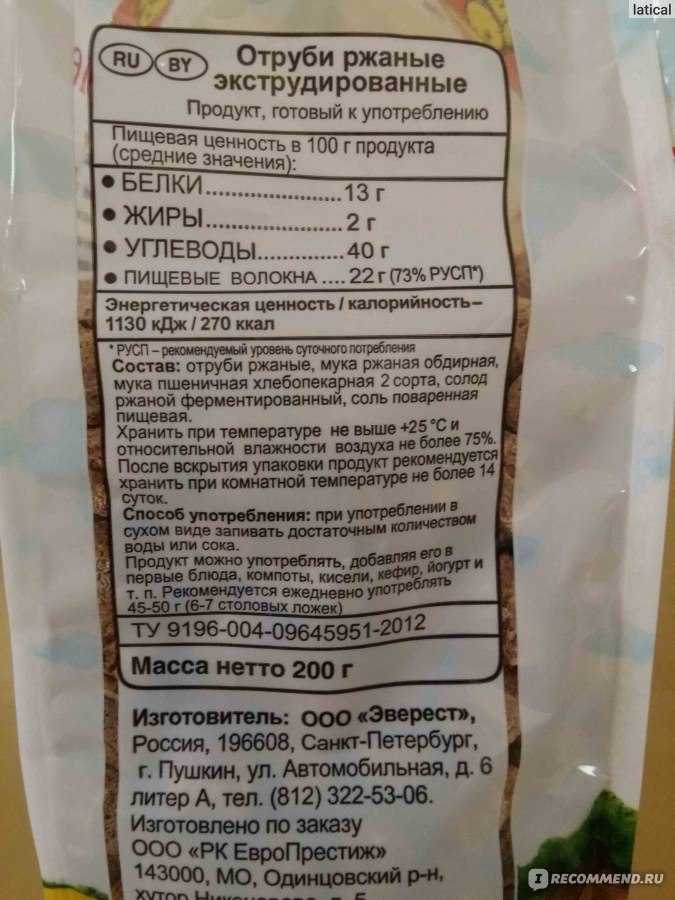 latical
RU BY
Отруби ржаные
экструдированные
Продукт, готовый к употреблению
Пищевая ценность в 100 г продукта
(средние значения):
• БЕЛКИ.....................13 г
• ЖИРЫ.....................2 г
• УГЛЕВОДЫ.............40 г
• ПИЩЕВЫЕ ВОЛОКНА ....22 г (73% РУСП*)
Энергетическая ценность / калорийность–
1130 кДж / 270 ккал
* РУСП – рекомендуемый уровень суточного потребления
Состав: отруби ржаные, мука ржаная обдирная,
мука пшеничная хлебопекарная 2 сорта, солод
ржаной ферментированный, соль поваренная
пищевая.
Хранить при температуре не выше +25 °С и
относительной влажности воздуха не более 75%.
После вскрытия упаковки продукт рекомендуется
хранить при комнатной температуре не более 14
суток.
Способ употребления: при употреблении в
сухом виде запивать достаточным количеством
воды или сока.
Продукт можно употреблять, добавляя его в
первые блюда, компоты, кисели, кефир, йогурт и
т. п. Рекомендуется ежедневно употреблять
45-50 г (6-7 столовых ложек)
ТУ 9196-004-09645951-2012
Масса нетто 200 г
Изготовитель: ООО «Эверест»,
Россия, 196608, Санкт-Петербург,
г. Пушкин, ул. Автомобильная, д. 6
литер А, тел. (812) 322-53-06.
Изготовлено по заказу
ООО «РК ЕвроПрестиж»
143000, МО, Одинцовский р-н,
хутор
IRECOMMEND.RU